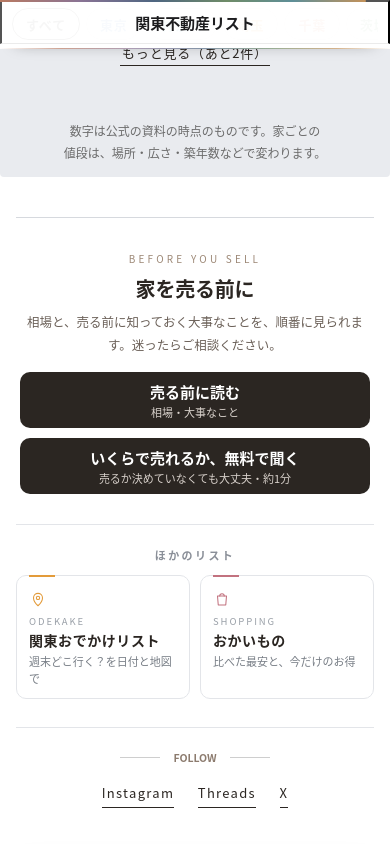 関東不動産リスト
すべて
もっと見る（あと2件）
数字は公式の資料の時点のものです。家ごとの
値段は、場所・広さ・築年数などで変わります。
BEFORE YOU SELL
家を売る前に
相場と、売る前に知っておく大事なことを、順番に見られま
す。迷ったらご相談ください。
売る前に読む
相場・大事なこと
いくらで売れるか、無料で聞く
売るか決めていなくても大丈夫・約1分
ほかのリスト
ODEKAKE
関東おでかけリスト
週末どこ行く？を日付と地図
で
SHOPPING
おかいもの
比べた最安と、今だけのお得
FOLLOW
Instagram Threads X